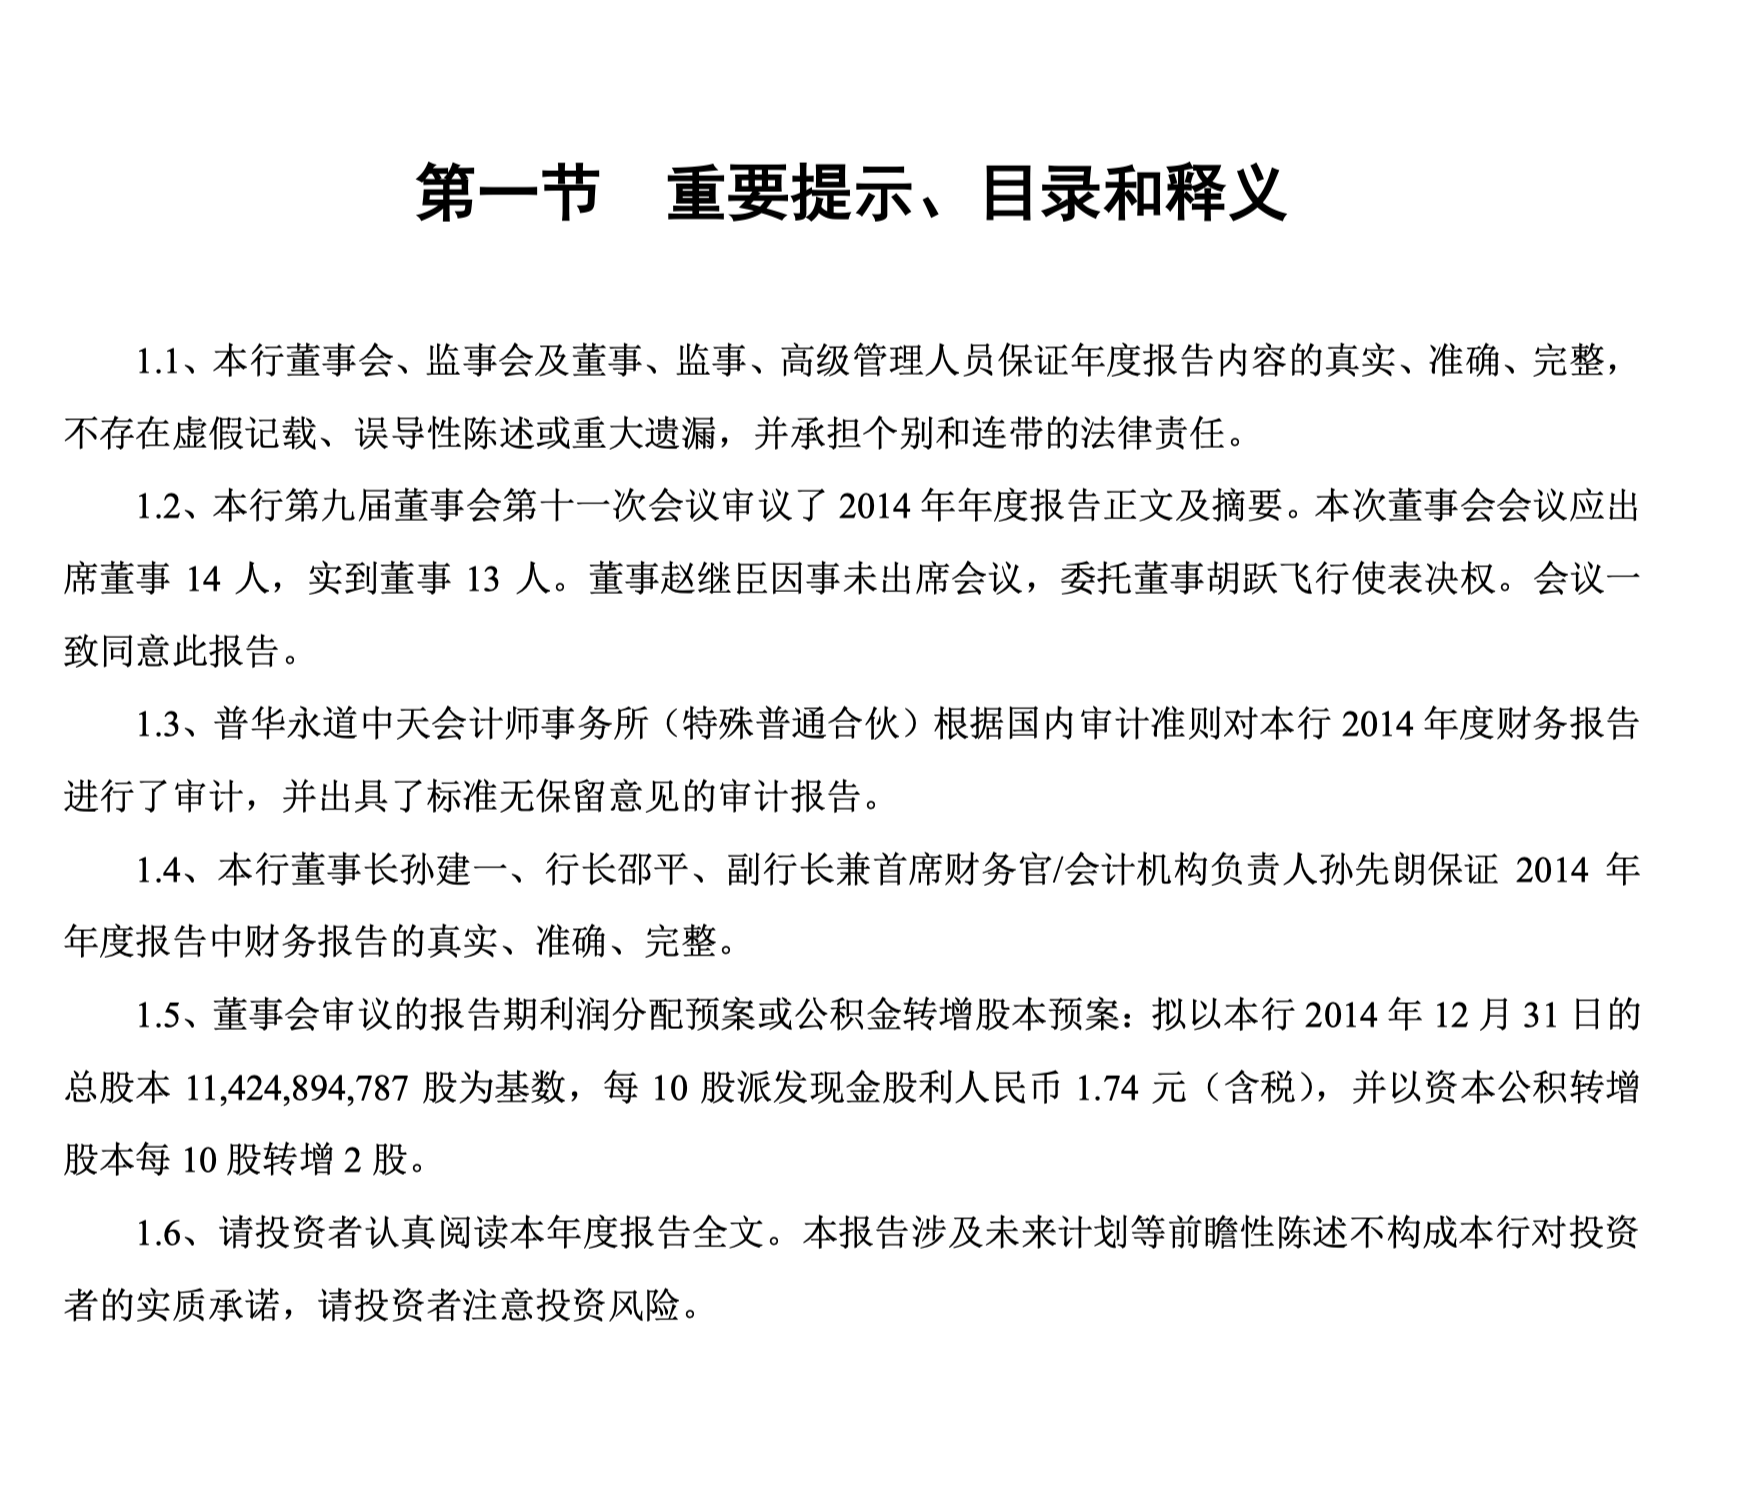 第一节　重要提示、目录和释义
1.1、本行董事会、监事会及董事、监事、高级管理人员保证年度报告内容的真实、准确、完整，
不存在虚假记载、误导性陈述或重大遗漏，并承担个别和连带的法律责任。
1.2、本行第九届董事会第十一次会议审议了 2014 年年度报告正文及摘要。本次董事会会议应出
席董事 14 人，实到董事 13 人。董事赵继臣因事未出席会议，委托董事胡跃飞行使表决权。会议一
致同意此报告。
1.3、普华永道中天会计师事务所（特殊普通合伙）根据国内审计准则对本行 2014 年度财务报告
进行了审计，并出具了标准无保留意见的审计报告。
1.4、本行董事长孙建一、行长邵平、副行长兼首席财务官/会计机构负责人孙先朗保证 2014 年
年度报告中财务报告的真实、准确、完整。
1.5、董事会审议的报告期利润分配预案或公积金转增股本预案：拟以本行 2014 年 12 月 31 日的
总股本 11,424,894,787 股为基数，每 10 股派发现金股利人民币 1.74 元（含税），并以资本公积转增
股本每 10 股转增 2 股。
1.6、请投资者认真阅读本年度报告全文。本报告涉及未来计划等前瞻性陈述不构成本行对投资
者的实质承诺，请投资者注意投资风险。